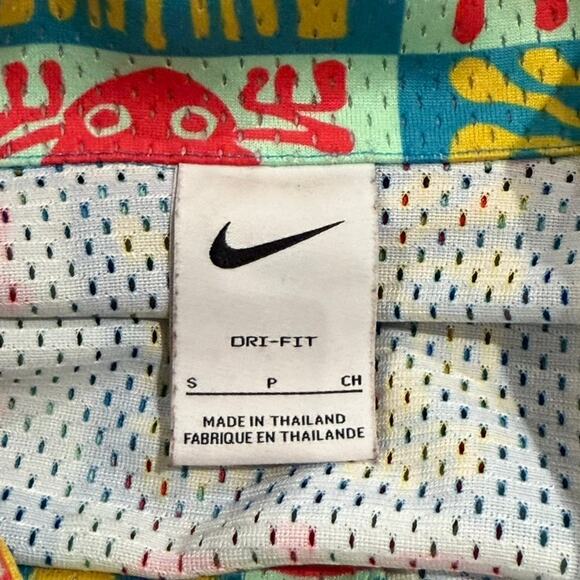 DRI-FIT
S P CH
MADE IN THAILAND
FABRIQUE EN THAILANDE